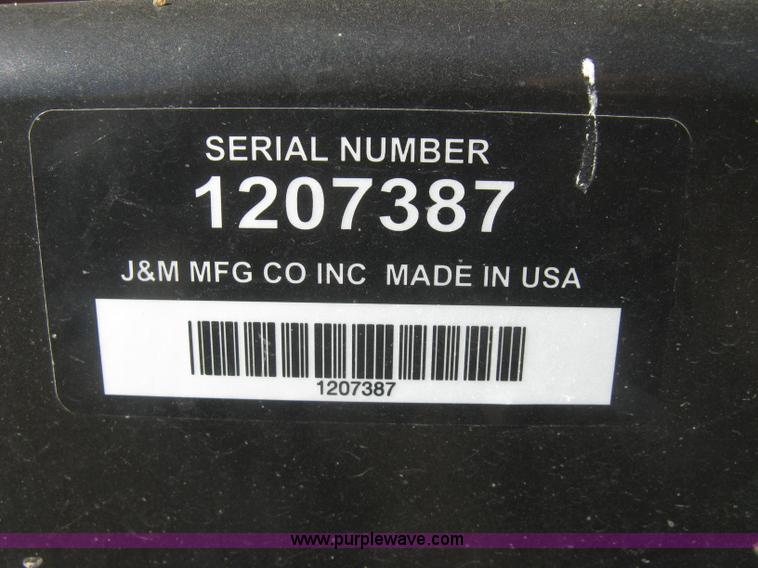 SERIAL NUMBER
1207387
J&M MFG CO INC MADE IN USA
1207387
www.purplewave.com